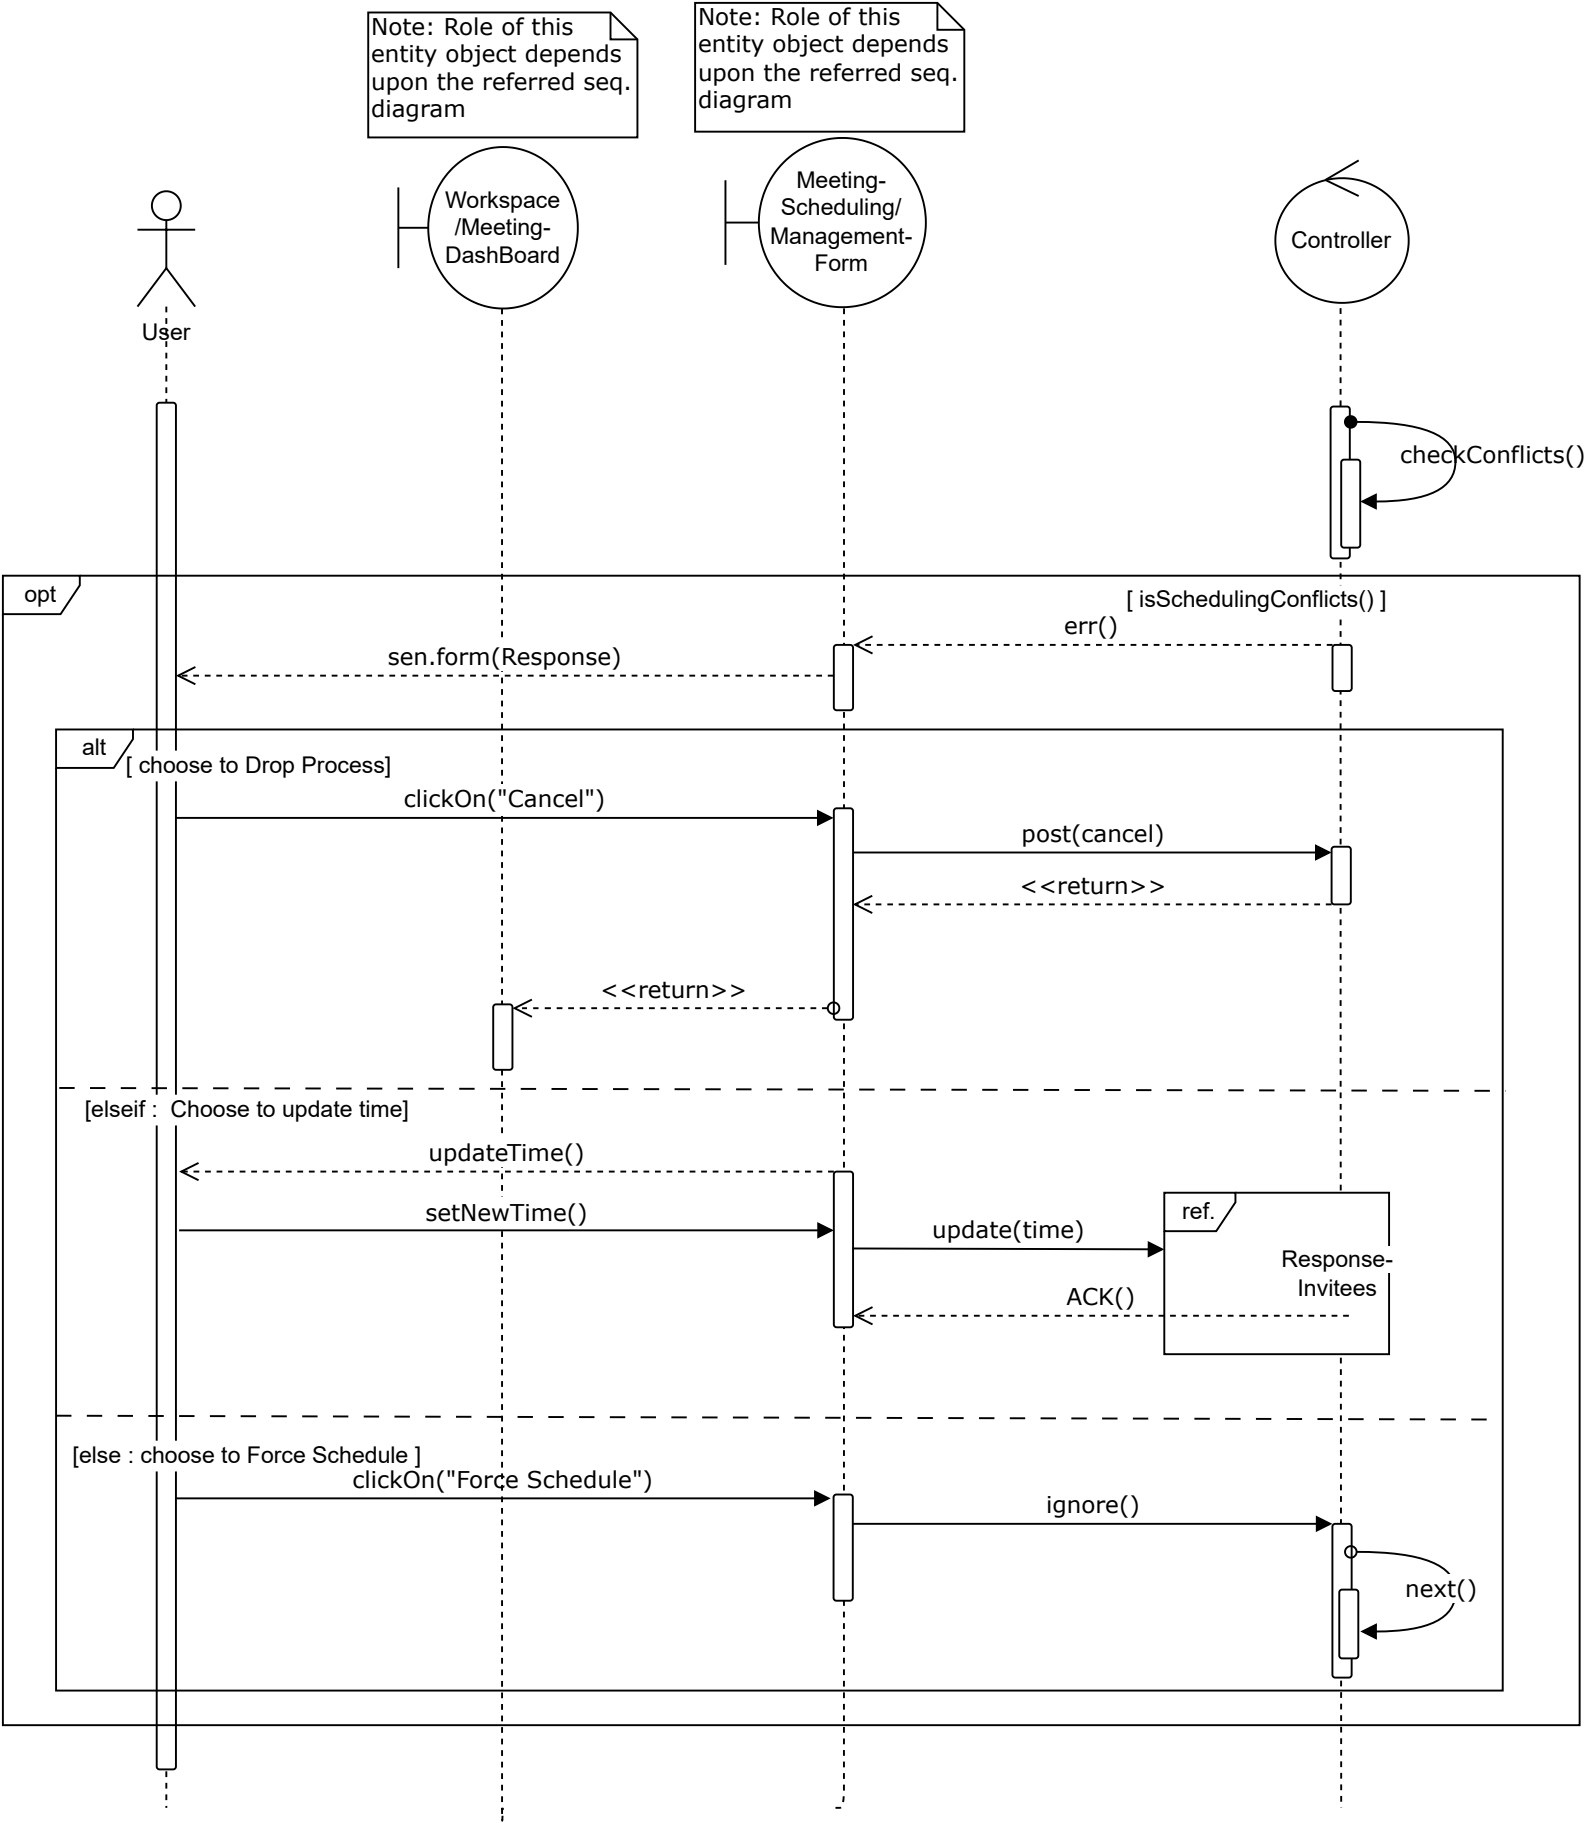 Note: Role of this
entity object depends
upon the referred seq.
diagram
Note: Role of this
entity object depends
upon the referred seq.
diagram
User
Workspace
/Meeting-
DashBoard
Meeting-
Scheduling/
Management-
Form
Controller
checkConflicts()
opt
[ isSchedulingConflicts() ]
err()
sen.form(Response)
alt
[ choose to Drop Process]
clickOn("Cancel")
post(cancel)
<<return>>
<<return>>
[elseif :  Choose to update time]
updateTime()
setNewTime()
update(time)
ref.
Response-
Invitees
ACK()
[else : choose to Force Schedule ]
clickOn("Force Schedule")
ignore()
next()